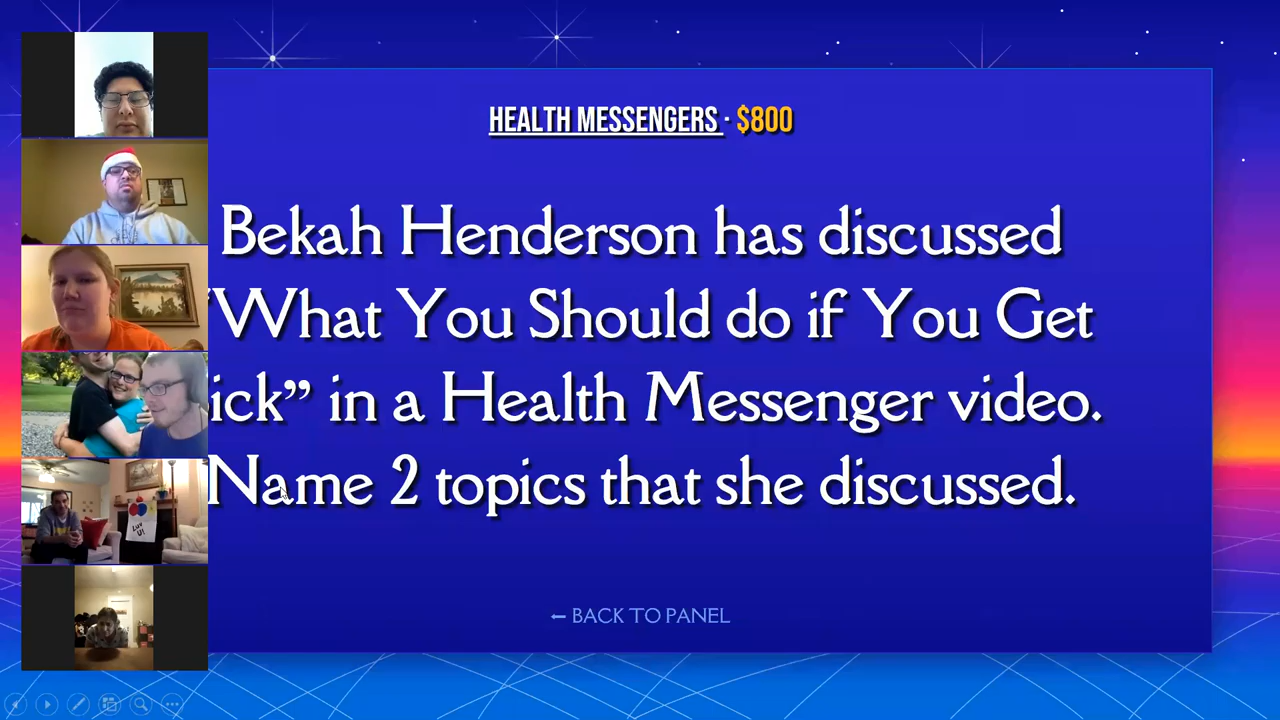 HEALTH MESSENGERS · $800
Bekah Henderson has discussed
"What You Should do if You Get
ick” in a Health Messenger video.
Name 2 topics that she discussed.
Luv
U!
← BACK TO PANEL